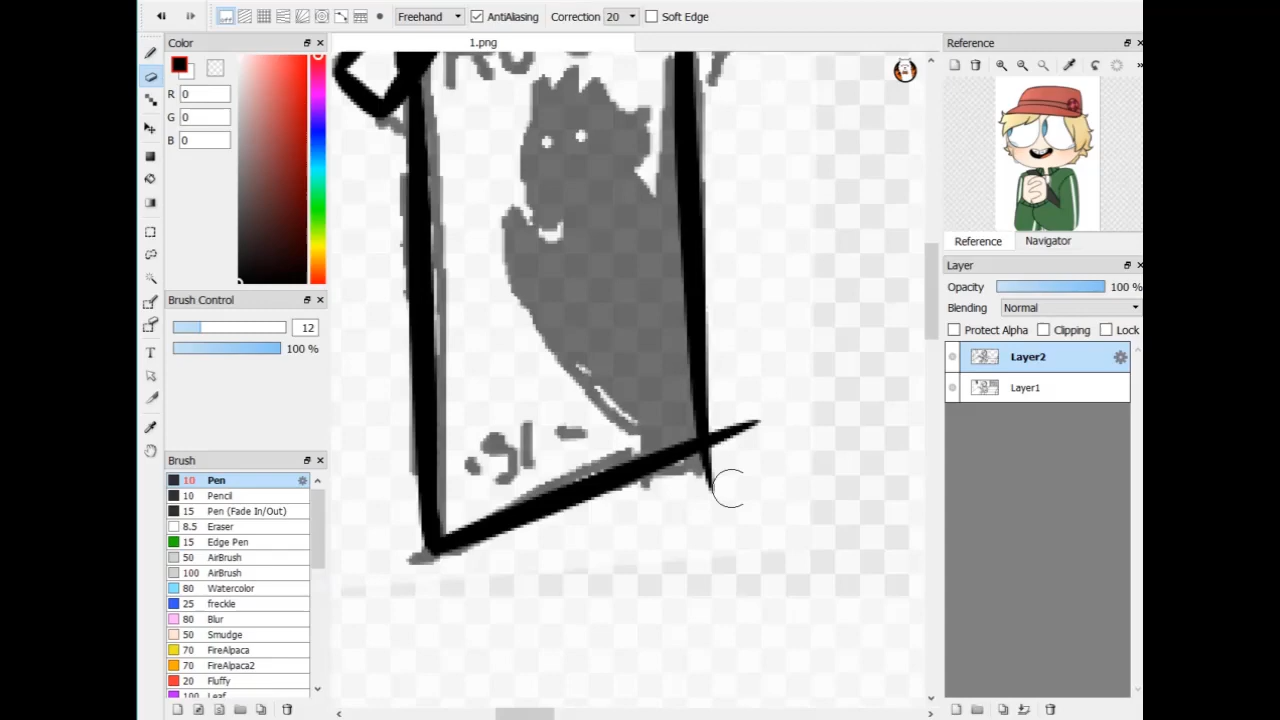 Freehand
AntiAliasing
Correction 20
Soft Edge
Color
1.png
Reference
R 0
G 0
B 0
Brush Control
12
100 %
Reference
Navigator
Layer
Opacity 100 %
Blending Normal
Protect Alpha
Clipping
Lock
Layer2
Layer1
Brush
10 Pen
10 Pencil
15 Pen (Fade In/Out)
8.5 Eraser
15 Edge Pen
50 AirBrush
100 AirBrush
80 Watercolor
25 freckle
80 Blur
50 Smudge
70 FireAlpaca
70 FireAlpaca2
20 Fluffy
100 Leaf
T